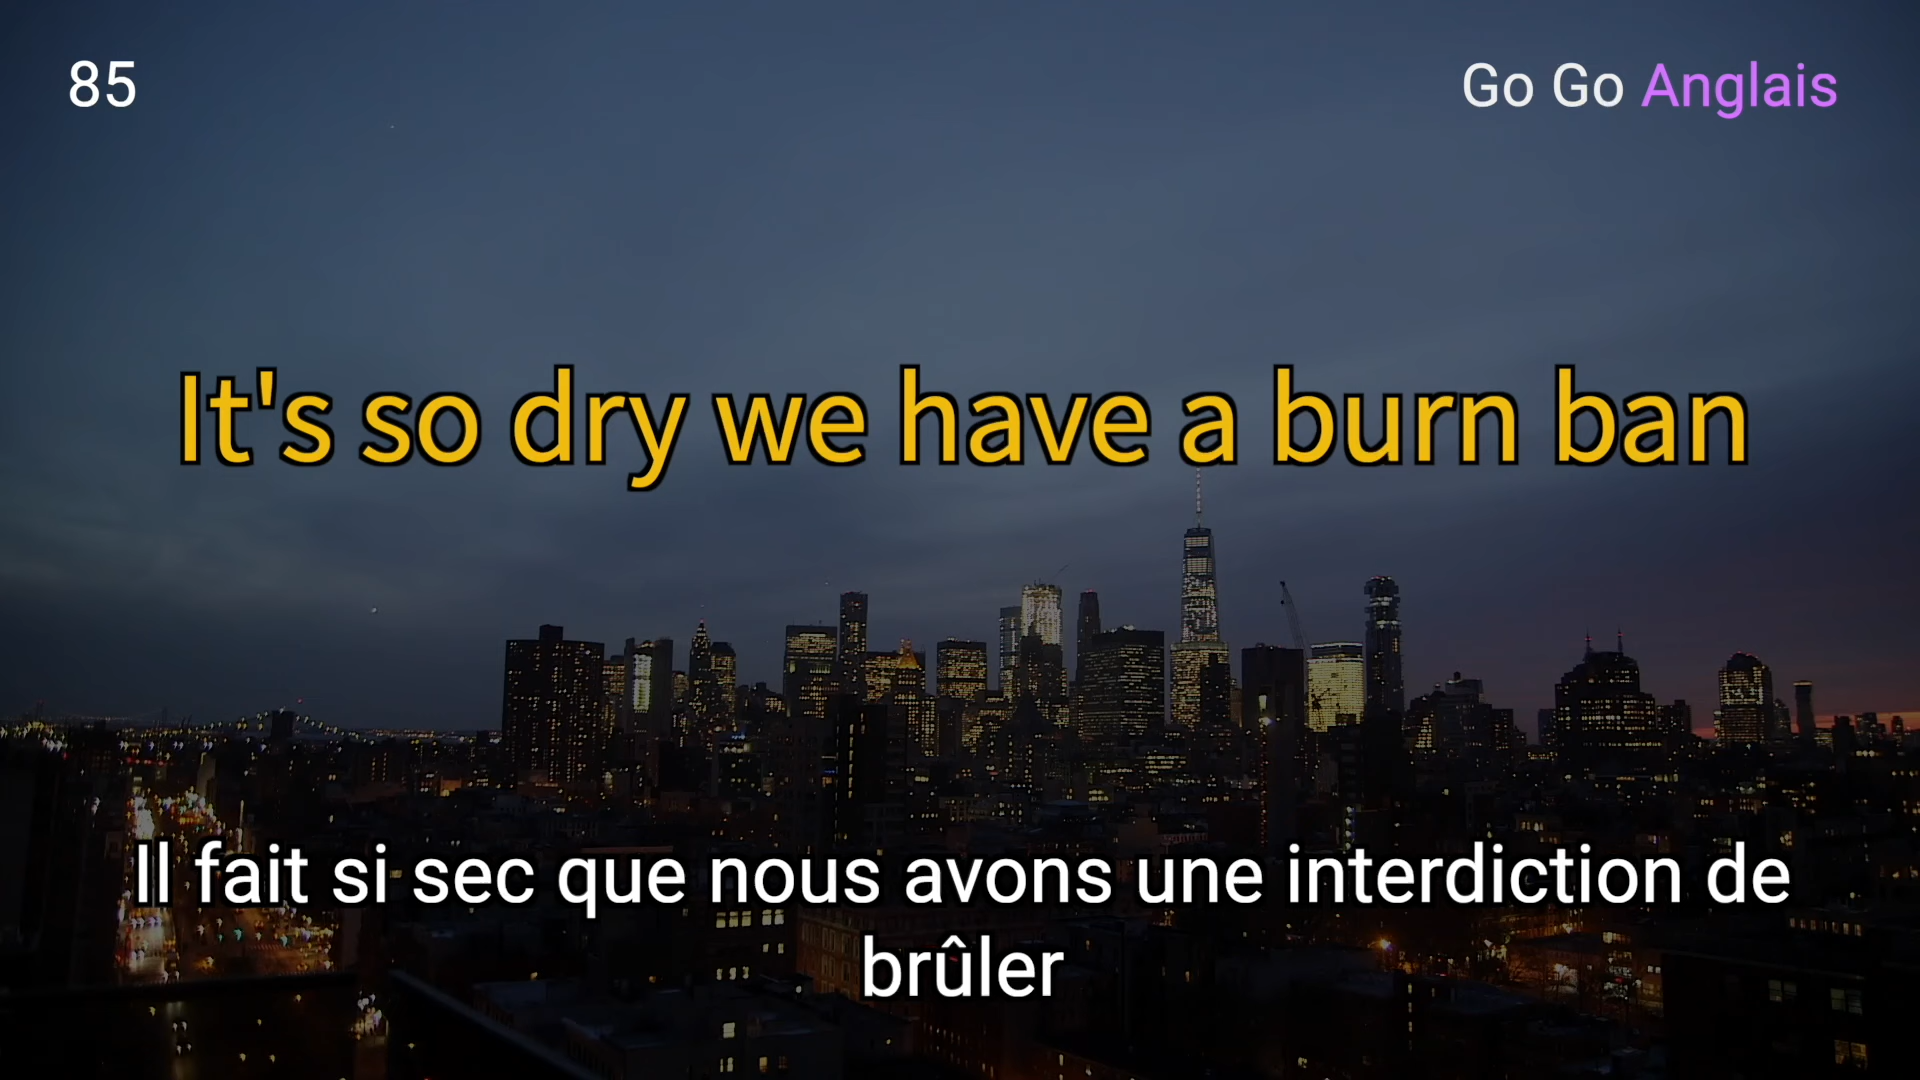 85
Go Go Anglais
It's so dry we have a burn ban
Il fait si sec que nous avons une interdiction de
brûler